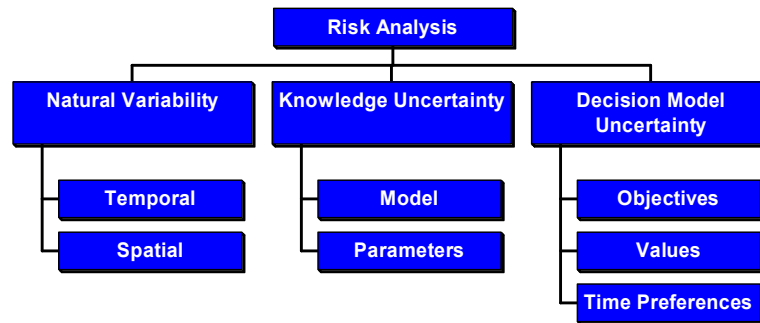 Risk Analysis
Natural Variability
Temporal
Spatial
Knowledge Uncertainty
Model
Parameters
Decision Model
Uncertainty
Objectives
Values
Time Preferences